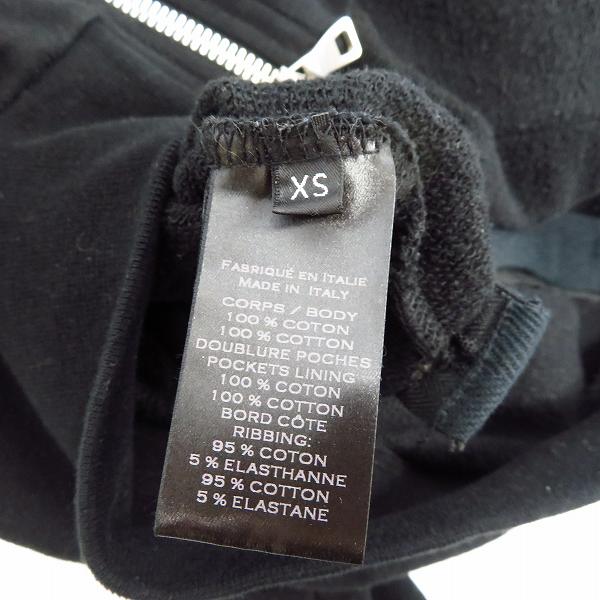 XS
FABRIQUÉ EN ITALIE
MADE IN ITALY
CORPS / BODY
100 % COTON
100 % COTTON
DOUBLURE POCHES
POCKETS LINING
100 % COTON
100 % COTTON
BORD CÔTE
RIBBING:
95 % COTON
5 % ELASTHANNE
95 % COTTON
5 % ELASTANE